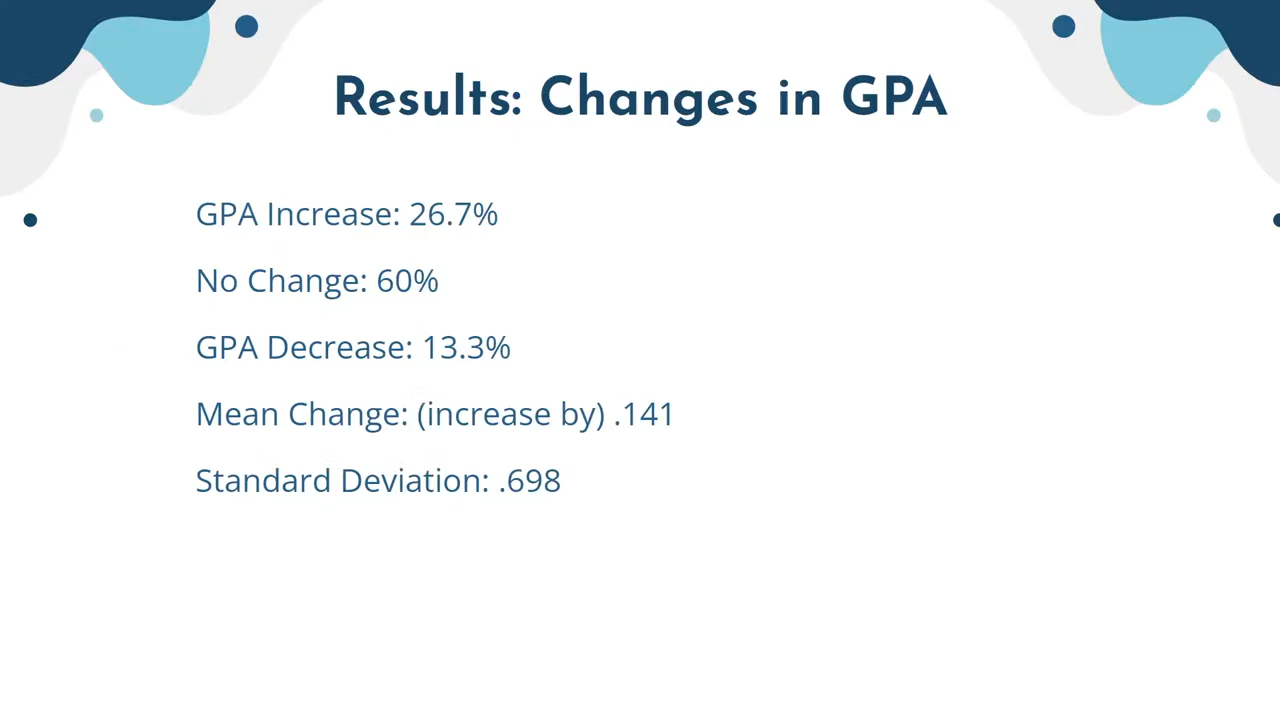 Results: Changes in GPA
GPA Increase: 26.7%
No Change: 60%
GPA Decrease: 13.3%
Mean Change: (increase by) .141
Standard Deviation: .698